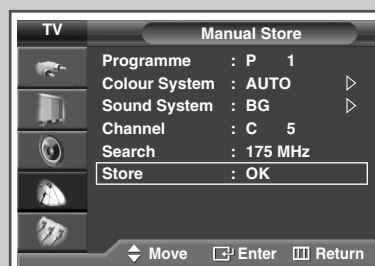 TV
Manual Store
Programme : P 1
Colour System : AUTO
Sound System : BG
Channel : C 5
Search : 175 MHz
Store : OK
Move Enter Return